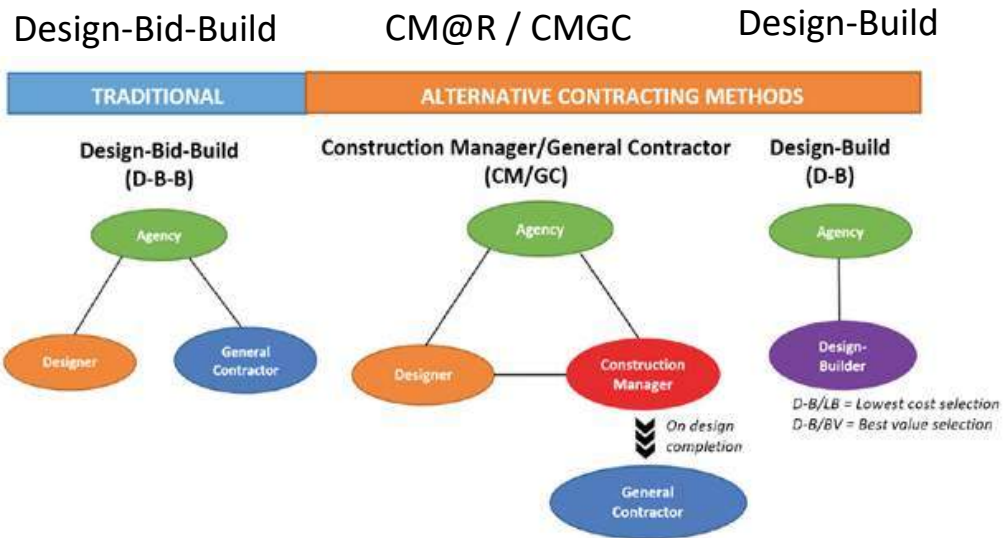 Design-Bid-Build
CM@R / CMGC
Design-Build
TRADITIONAL
ALTERNATIVE CONTRACTING METHODS
Design-Bid-Build
(D-B-B)
Agency
Designer
General
Contractor
Construction Manager/General Contractor
(CM/GC)
Agency
Designer
Construction
Manager
On design
completion
General
Contractor
Design-Build
(D-B)
Agency
Design-
Builder
D-B/LB = Lowest cost selection
D-B/BV = Best value selection